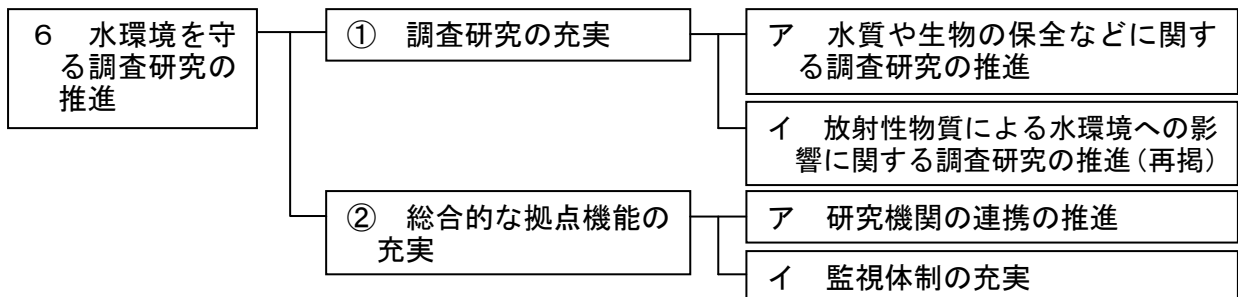 ６　水環境を守
る調査研究の
推進
①　調査研究の充実
ア　水質や生物の保全などに関す
る調査研究の推進
イ　放射性物質による水環境への影
響に関する調査研究の推進（再掲）
②　総合的な拠点機能の
充実
ア　研究機関の連携の推進
イ　監視体制の充実